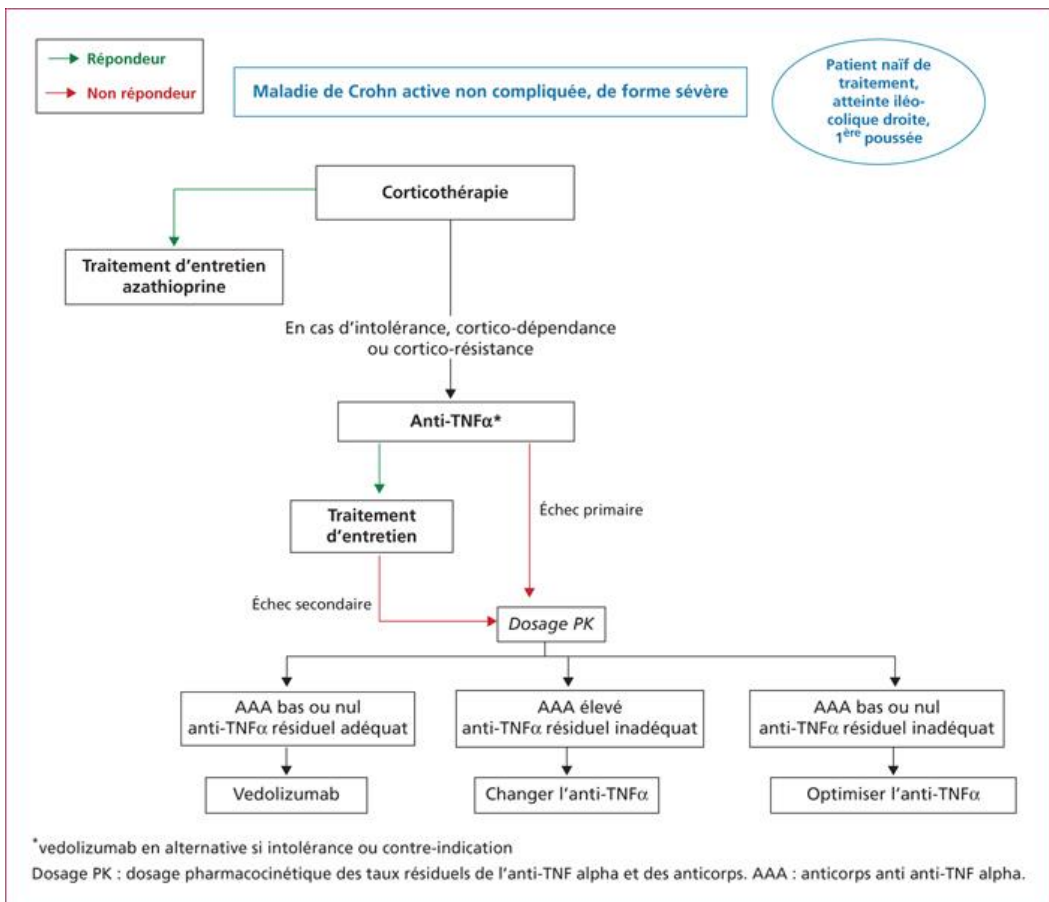 Répondeur
Non répondeur
Maladie de Crohn active non compliquée, de forme sévère
Patient naïf de
traitement,
atteinte iléo-
colique droite,
1ère poussée
Corticothérapie
Traitement d'entretien
azathioprine
En cas d'intolérance, cortico-dépendance
ou cortico-résistance
Anti-TNFα*
Traitement
d'entretien
Échec primaire
Échec secondaire
Dosage PK
AAA bas ou nul
anti-TNFα résiduel adéquat
AAA élevé
anti-TNFα résiduel inadéquat
AAA bas ou nul
anti-TNFα résiduel inadéquat
Vedolizumab
Changer l'anti-TNFα
Optimiser l'anti-TNFα
*vedolizumab en alternative si intolérance ou contre-indication
Dosage PK : dosage pharmacocinétique des taux résiduels de l'anti-TNF alpha et des anticorps. AAA : anticorps anti anti-TNF alpha.